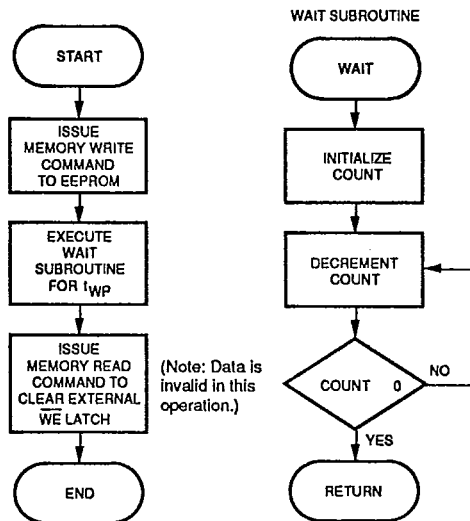 START
ISSUE
MEMORY WRITE
COMMAND
TO EEPROM
EXECUTE
WAIT
SUBROUTINE
FOR tWP
ISSUE
MEMORY READ
COMMAND TO
CLEAR EXTERNAL
WE LATCH
(Note: Data is
invalid in this
operation.)
END
WAIT SUBROUTINE
WAIT
INITIALIZE
COUNT
DECREMENT
COUNT
COUNT 0
NO
YES
RETURN